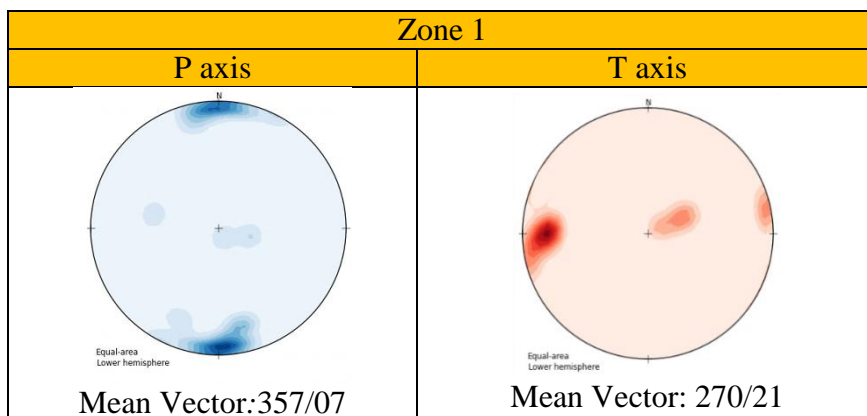 Zone 1
P axis
T axis
N
N
Equal-area
Lower hemisphere
Equal-area
Lower hemisphere
Mean Vector:357/07
Mean Vector: 270/21